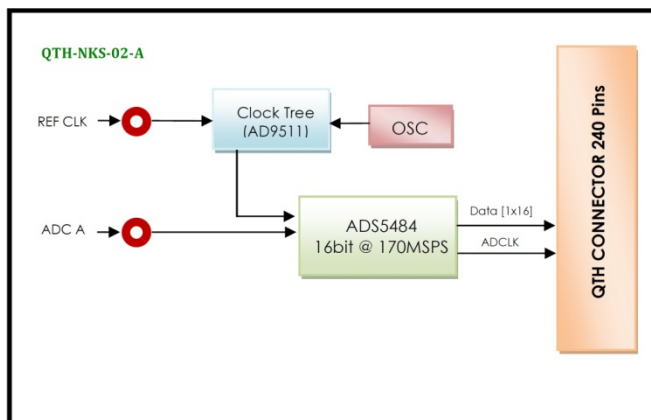 QTH-NKS-02-A
REF CLK
Clock Tree
(AD9511)
OSC
ADC A
ADS5484
16bit @ 170MSPS
Data [1x16]
ADCLK
QTH CONNECTOR 240 Pins